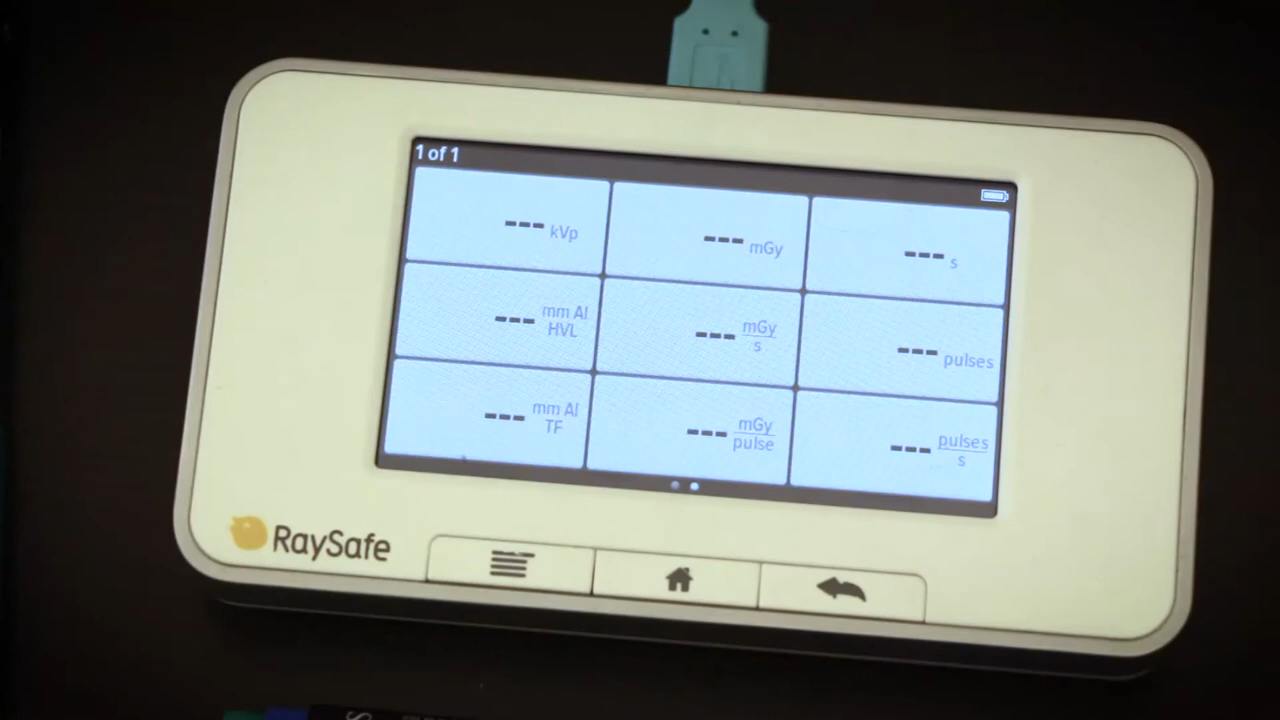 1 of 1
--- kVp
--- mGy
--- s
--- mm Al
HVL
--- mGy
s
--- pulses
--- mm Al
TF
--- mGy
pulse
--- pulses
s
RaySafe